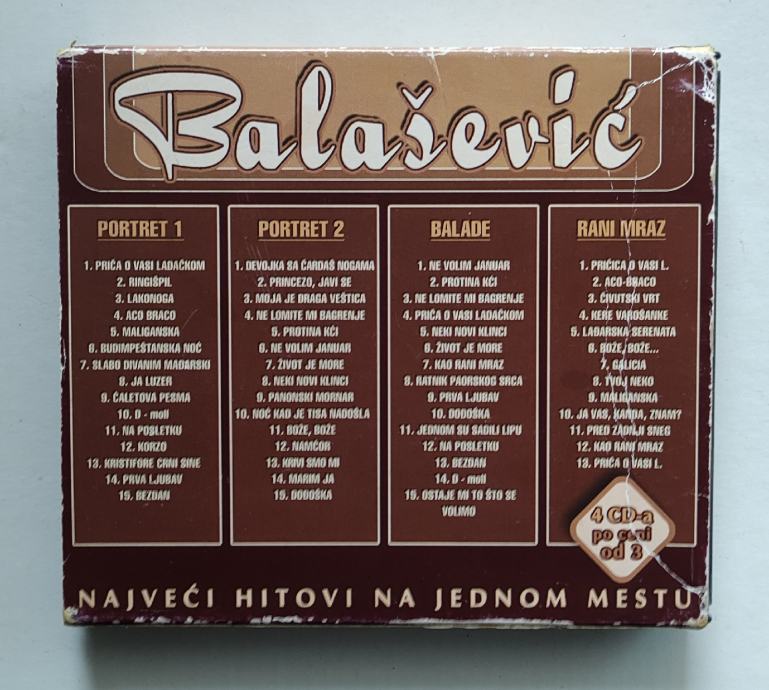 Balašević
PORTRET 1
1. PRIČA O VASI LADAČKOM
2. RINGIŠPIL
3. LAKONOGA
4. ACO BRACO
5. MALIGANSKA
6. BUDIMPEŠTANSKA NOĆ
7. SLABO DIVANIM MAĐARSKI
8. JA LUZER
9. ĆALETOVA PESMA
10. D - moll
11. NA POSLETKU
12. KORZO
13. KRISTIFORE CRNI SINE
14. PRVA LJUBAV
15. BEZDAN
PORTRET 2
1. DEVOJKA SA ČARDAŠ NOGAMA
2. PRINCEZO, JAVI SE
3. MOJA JE DRAGA VEŠTICA
4. NE LOMITE MI BAGRENJE
5. PROTINA KĆI
6. NE VOLIM JANUAR
7. ŽIVOT JE MORE
8. NEKI NOVI KLINCI
9. PANONSKI MORNAR
10. NOĆ KAD JE TISA NADOŠLA
11. BOŽE, BOŽE
12. NAMĆOR
13. KRIVI SMO MI
14. MARIM JA
15. DODOŠKA
BALADE
1. NE VOLIM JANUAR
2. PROTINA KĆI
3. NE LOMITE MI BAGRENJE
4. PRIČA O VASI LADAČKOM
5. NEKI NOVI KLINCI
6. ŽIVOT JE MORE
7. KAO RANI MRAZ
8. RATNIK PAORSKOG SRCA
9. PRVA LJUBAV
10. DODOŠKA
11. JEDNOM SU SADILI LIPU
12. NA POSLETKU
13. BEZDAN
14. D - moll
15. OSTAJE MI TO ŠTO SE
VOLIMO
RANI MRAZ
1. PRIČICA O VASI L.
2. ACO-BRACO
3. ČIVUTSKI VRT
4. KERE VAROŠANKE
5. LAĐARSKA SERENATA
6. BOŽE, BOŽE...
7. GALICIA
8. TVOJ NEKO
9. MALIGANSKA
10. JA VAS, KANDA, ZNAM?
11. PRED ZADNJI SNEG
12. KAO RANI MRAZ
13. PRIČA O VASI L.
4 CD-a
po ceni
od 3
NAJVEĆI HITOVI NA JEDNOM MESTU